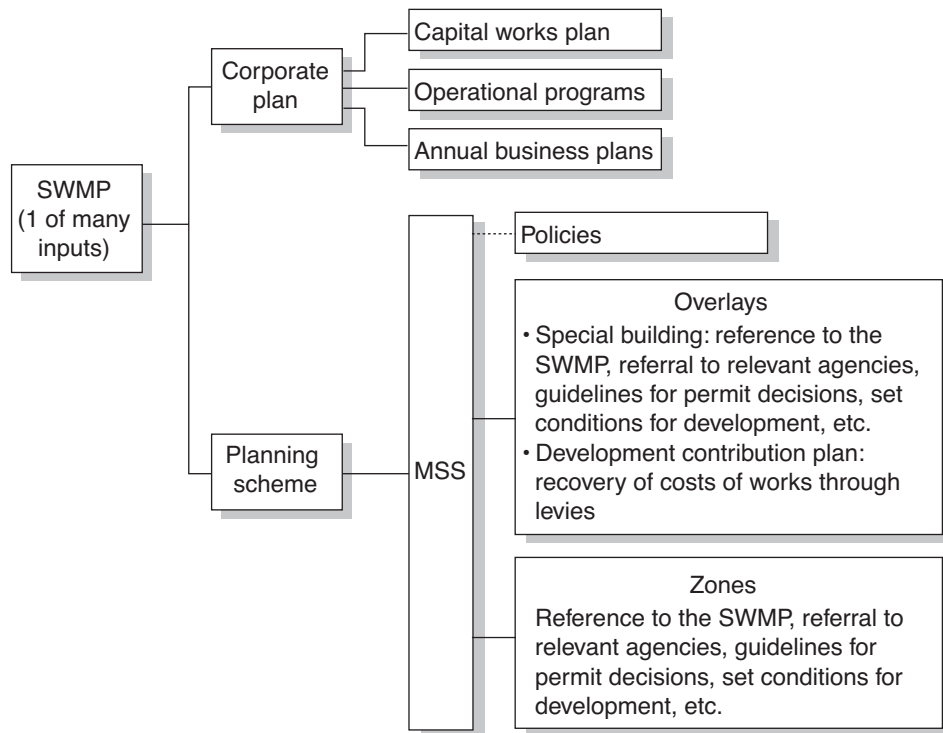 SWMP
(1 of many
inputs)
Corporate
plan
Capital works plan
Operational programs
Annual business plans
Planning
scheme
MSS
Policies
Overlays
• Special building: reference to the
SWMP, referral to relevant agencies,
guidelines for permit decisions, set
conditions for development, etc.
• Development contribution plan:
recovery of costs of works through
levies
Zones
Reference to the SWMP, referral to
relevant agencies, guidelines for
permit decisions, set conditions for
development, etc.